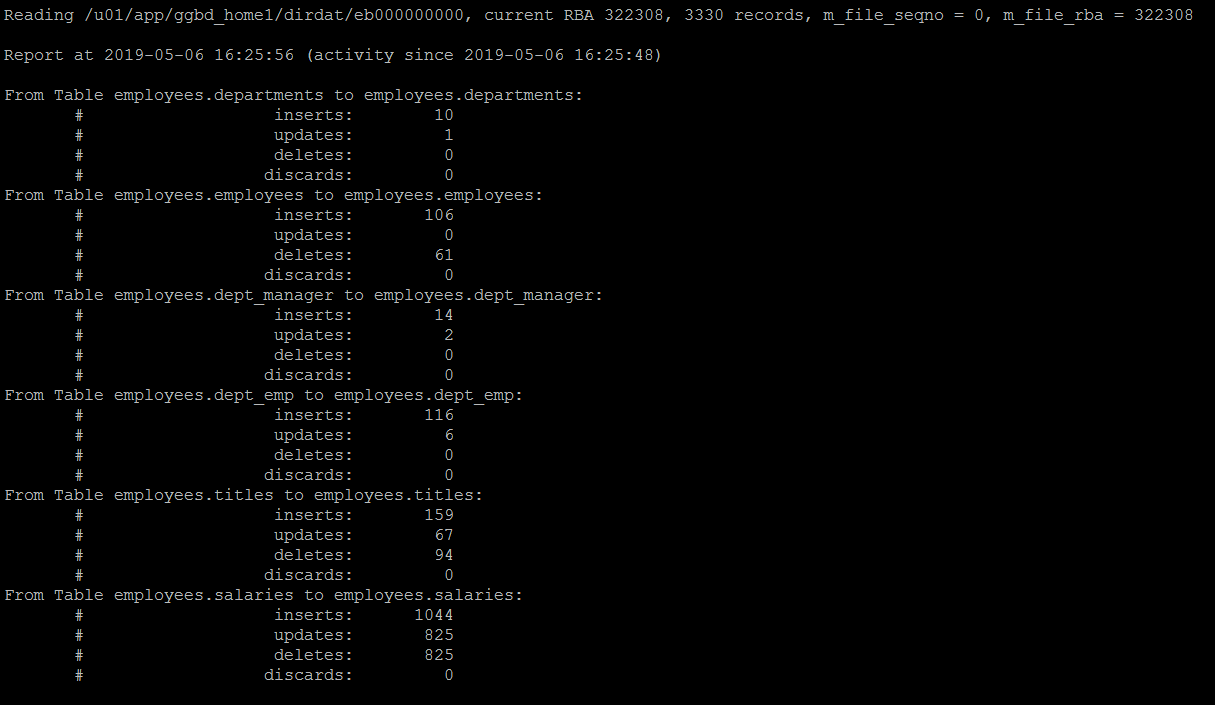 Reading /u01/app/ggbd_home1/dirdat/eb000000000, current RBA 322308, 3330 records, m_file_seqno = 0, m_file_rba = 322308
Report at 2019-05-06 16:25:56 (activity since 2019-05-06 16:25:48)
From Table employees.departments to employees.departments:
# inserts: 10
# updates: 1
# deletes: 0
# discards: 0
From Table employees.employees to employees.employees:
# inserts: 106
# updates: 0
# deletes: 61
# discards: 0
From Table employees.dept_manager to employees.dept_manager:
# inserts: 14
# updates: 2
# deletes: 0
# discards: 0
From Table employees.dept_emp to employees.dept_emp:
# inserts: 116
# updates: 6
# deletes: 0
# discards: 0
From Table employees.titles to employees.titles:
# inserts: 159
# updates: 67
# deletes: 94
# discards: 0
From Table employees.salaries to employees.salaries:
# inserts: 1044
# updates: 825
# deletes: 825
# discards: 0